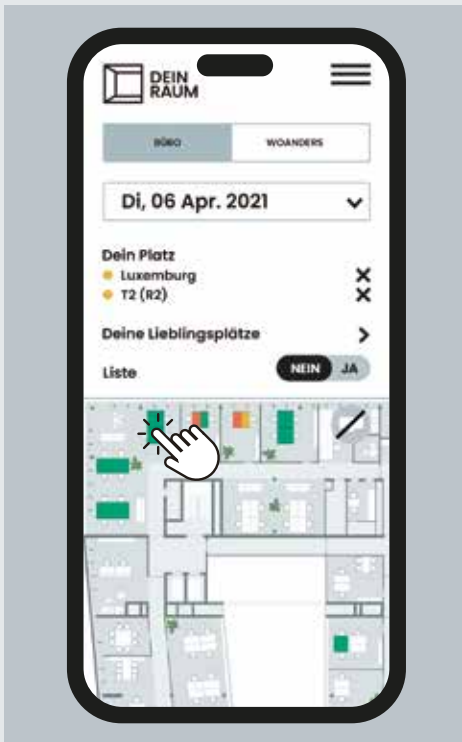 DEIN
RAUM
BÜRO WOANDERS
Di, 06 Apr. 2021
Dein Platz
Luxemburg
T2 (R2)
Deine Lieblingsplätze
Liste NEIN JA